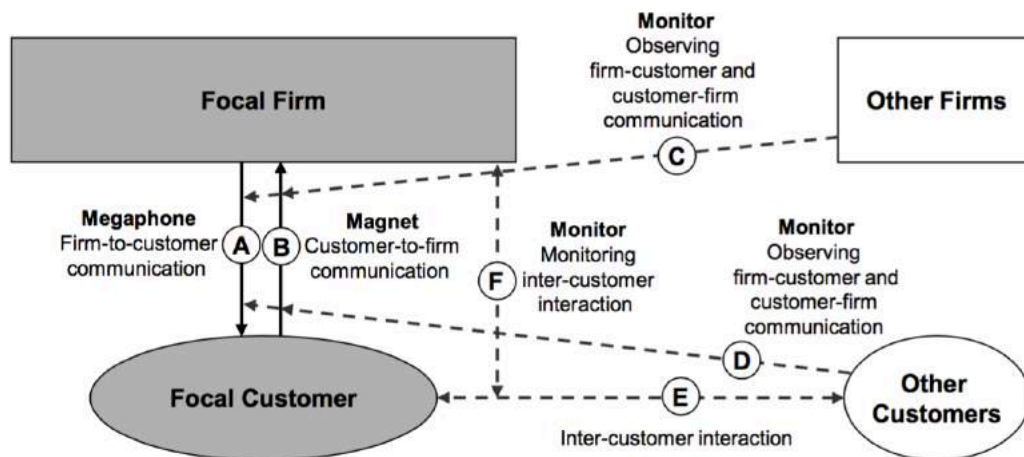 Focal Firm
Monitor
Observing
firm-customer and
customer-firm
communication
Other Firms
C
Megaphone
Firm-to-customer
communication
A
B
Magnet
Customer-to-firm
communication
F
Monitor
Monitoring
inter-customer
interaction
Monitor
Observing
firm-customer and
customer-firm
communication
D
Focal Customer
E
Inter-customer interaction
Other
Customers